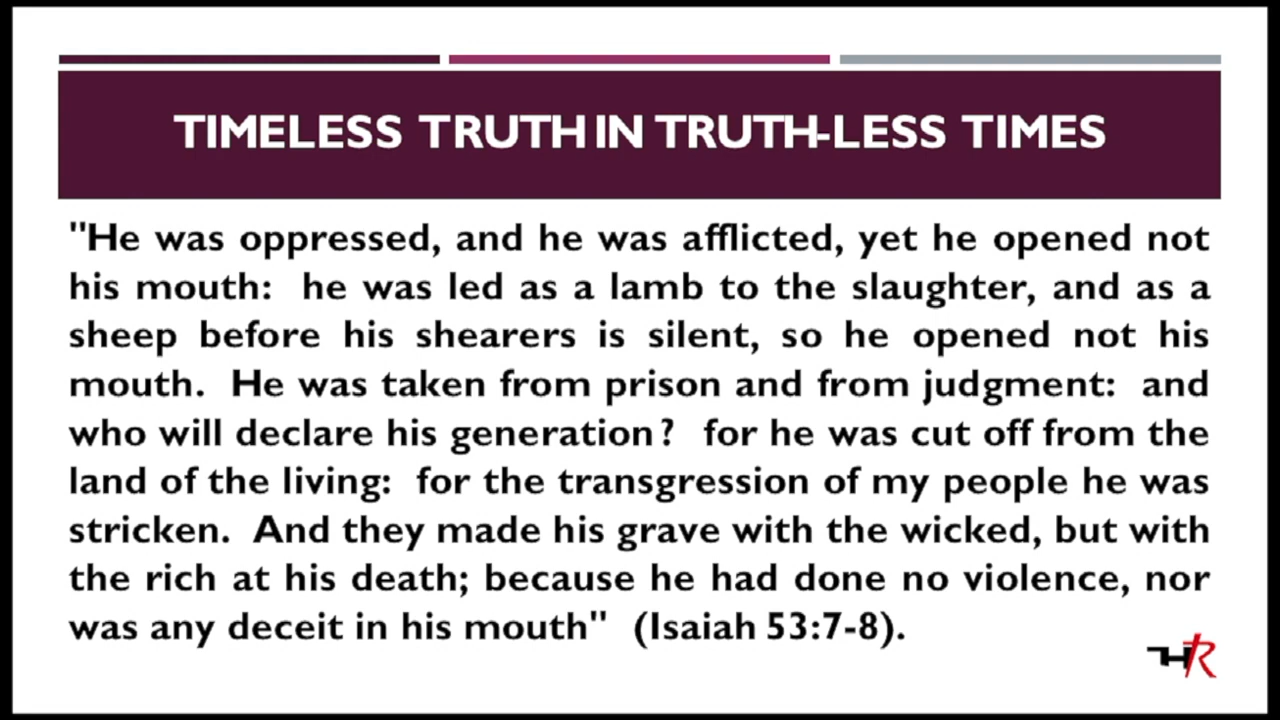 TIMELESS TRUTH IN TRUTH-LESS TIMES
"He was oppressed, and he was afflicted, yet he opened not
his mouth: he was led as a lamb to the slaughter, and as a
sheep before his shearers is silent, so he opened not his
mouth. He was taken from prison and from judgment: and
who will declare his generation? for he was cut off from the
land of the living: for the transgression of my people he was
stricken. And they made his grave with the wicked, but with
the rich at his death; because he had done no violence, nor
was any deceit in his mouth" (Isaiah 53:7-8).
HR